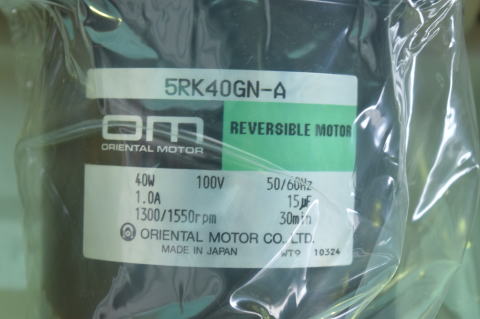 5RK40GN-A
om REVERSIBLE MOTOR
ORIENTAL MOTOR
40W 100V 50/60Hz
1.0A 15μF
1300/1550rpm 30min
ORIENTAL MOTOR CO.,LTD.
MADE IN JAPAN WT9 10324